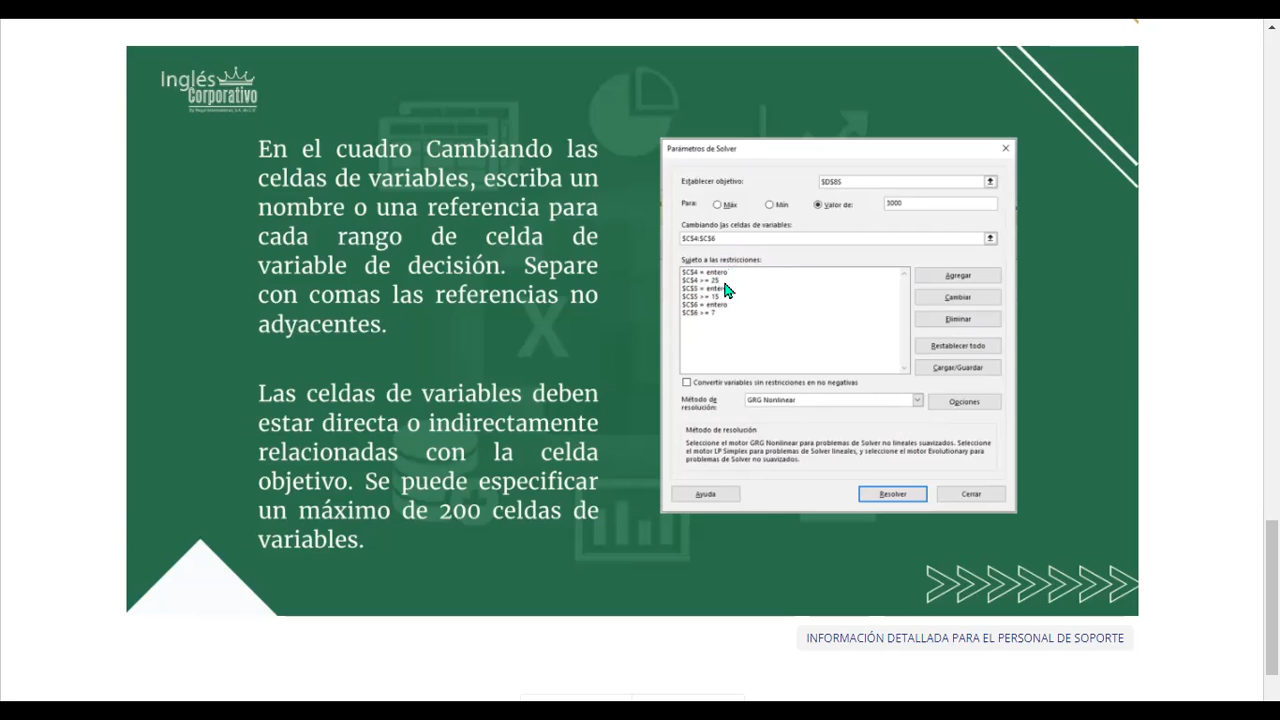 Inglés
Corporativo
En el cuadro Cambiando las
celdas de variables, escriba un
nombre o una referencia para
cada rango de celda de
variable de decisión. Separe
con comas las referencias no
adyacentes.
Las celdas de variables deben
estar directa o indirectamente
relacionadas con la celda
objetivo. Se puede especificar
un máximo de 200 celdas de
variables.
Parámetros de Solver
Establecer objetivo:
$D$8$
Para:
Máx
Mín
Valor de:
3000
Cambiando las celdas de variables:
$C$4:$C$6
Sujeto a las restricciones:
$C$4 = entero
$C$4 >= 25
$C$5 = entero
$C$5 >= 15
$C$6 = entero
$C$6 >= 7
Agregar
Cambiar
Eliminar
Restablecer todo
Cargar/Guardar
Convertir variables sin restricciones en no negativas
Método de
resolución:
GRG Nonlinear
Opciones
Método de resolución
Seleccione el motor GRG Nonlinear para problemas de Solver no lineales suavizados. Seleccione
el motor LP Simplex para problemas de Solver lineales, y seleccione el motor Evolutionary para
problemas de Solver no suavizados.
Ayuda
Resolver
Cerrar
INFORMACIÓN DETALLADA PARA EL PERSONAL DE SOPORTE